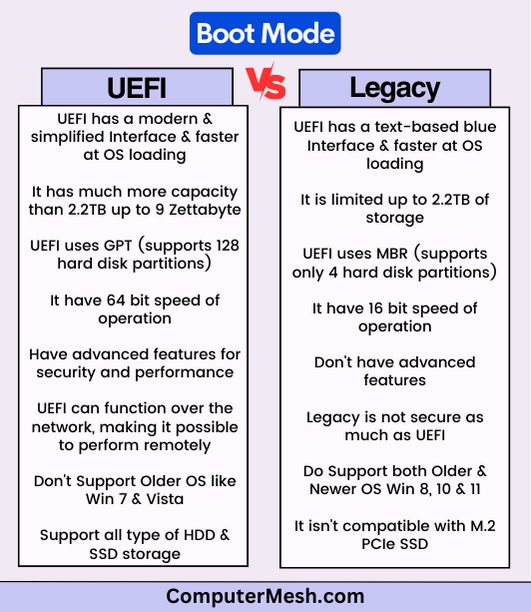 Boot Mode
UEFI
VS
Legacy
UEFI has a modern &
simplified Interface & faster
at OS loading
It has much more capacity
than 2.2TB up to 9 Zettabyte
UEFI uses GPT (supports 128
hard disk partitions)
It have 64 bit speed of
operation
Have advanced features for
security and performance
UEFI can function over the
network, making it possible
to perform remotely
Don't Support Older OS like
Win 7 & Vista
Support all type of HDD &
SSD storage
UEFI has a text-based blue
Interface & faster at OS
loading
It is limited up to 2.2TB of
storage
UEFI uses MBR (supports
only 4 hard disk partitions)
It have 16 bit speed of
operation
Don't have advanced
features
Legacy is not secure as
much as UEFI
Do Support both Older &
Newer OS Win 8, 10 & 11
It isn't compatible with M.2
PCIe SSD
ComputerMesh.com